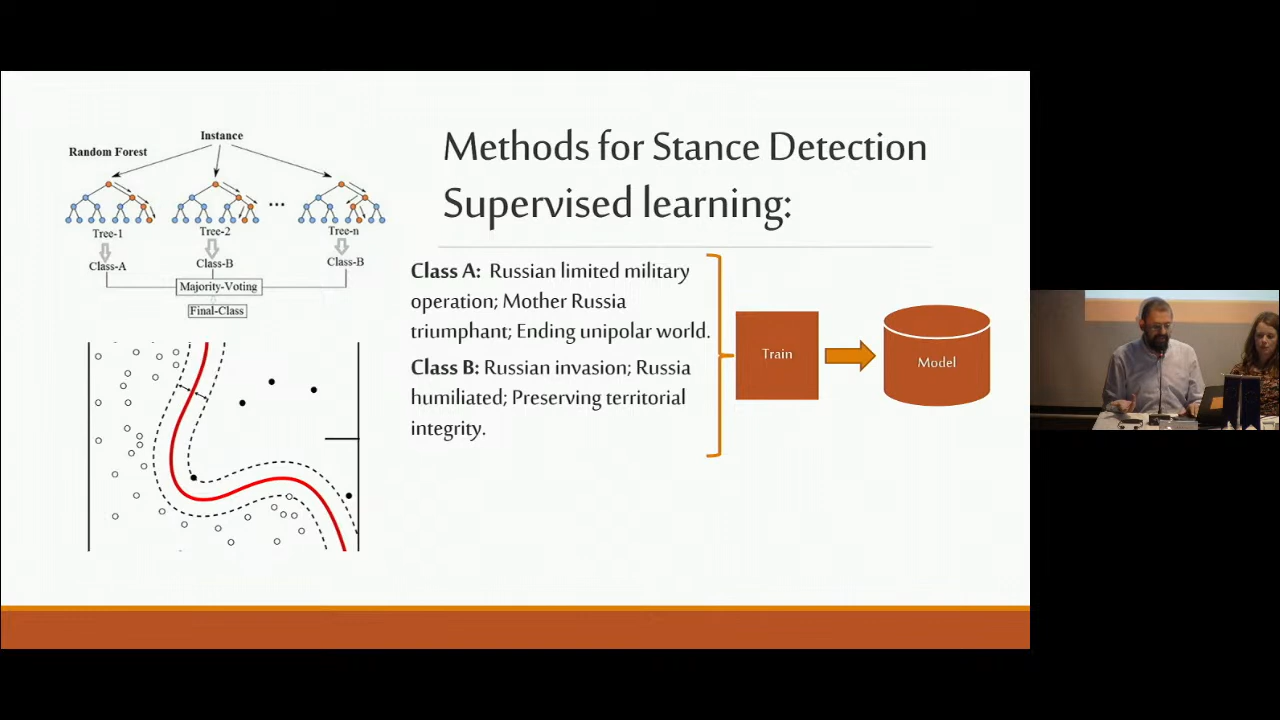 Methods for Stance Detection
Supervised learning:
Instance
Random Forest
Tree-1
Tree-2
Tree-n
Class-A
Class-B
Class-B
Majority-Voting
Final-Class
Class A: Russian limited military
operation; Mother Russia
triumphant; Ending unipolar world.
Class B: Russian invasion; Russia
humiliated; Preserving territorial
integrity.
Train
Model